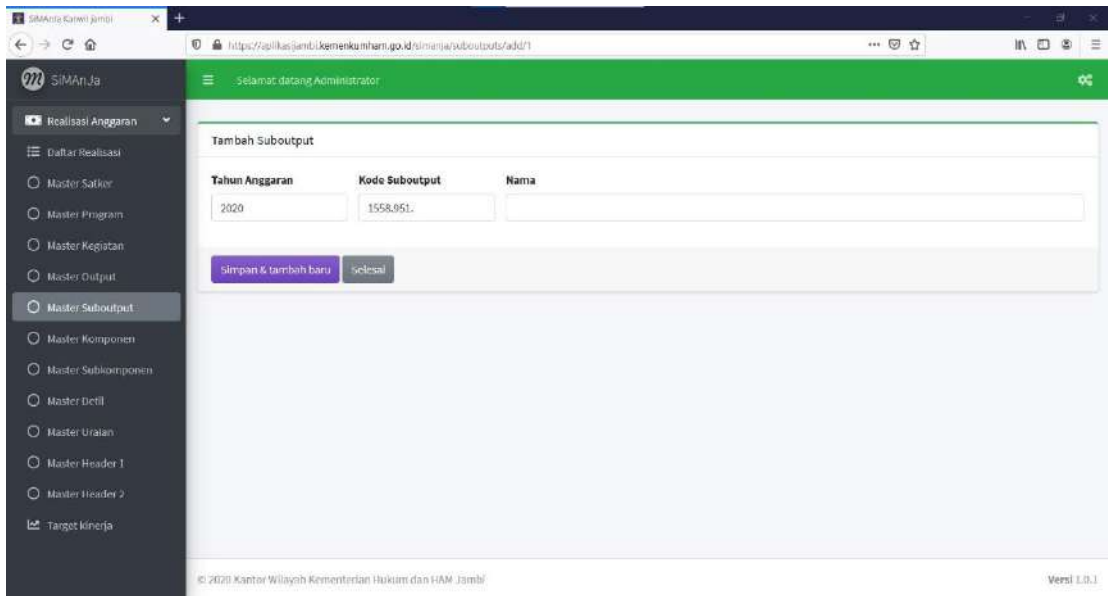 SiMAnJa Kanwil Jambi
https://aplikasijambi.kemenkumham.go.id/simanja/suboutputs/add/1
SiMAnJa
Selamat datang Administrator
Realisasi Anggaran
Daftar Realisasi
Master Satker
Master Program
Master Kegiatan
Master Output
Master Suboutput
Master Komponen
Master Subkomponen
Master Detil
Master Uraian
Master Header 1
Master Header 2
Target kinerja
Tambah Suboutput
Tahun Anggaran Kode Suboutput Nama
2020 1558.951.
Simpan & tambah baru Selesai
© 2020 Kantor Wilayah Kementerian Hukum dan HAM Jambi
Versi 1.0.1